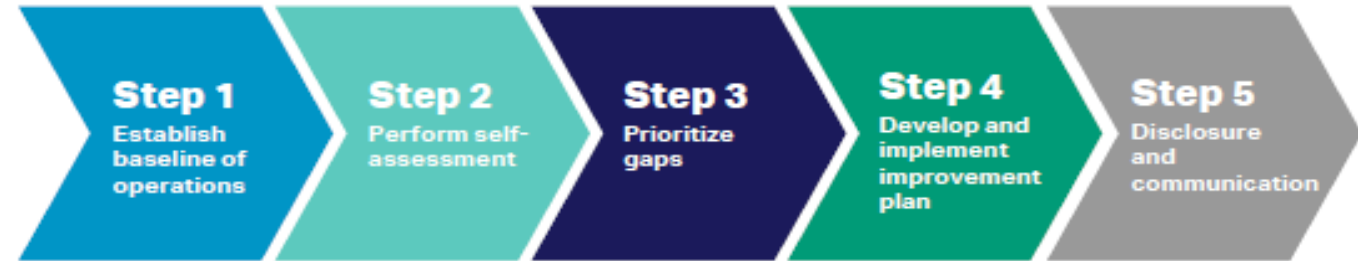 Step 1
Establish
baseline of
operations
Step 2
Perform self-
assessment
Step 3
Prioritize
gaps
Step 4
Develop and
implement
improvement
plan
Step 5
Disclosure
and
communication